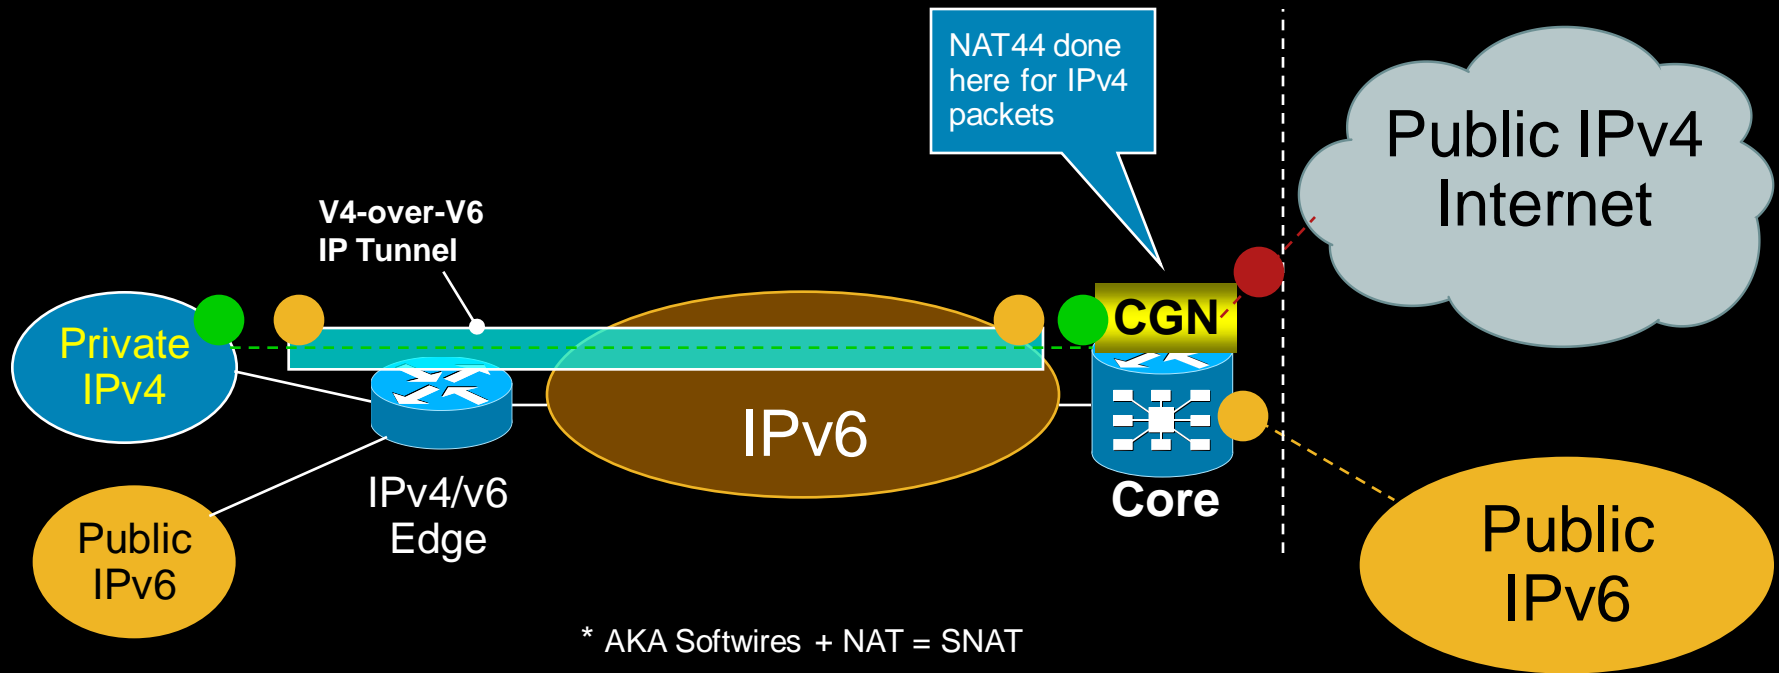 NAT44 done
here for IPv4
packets
Public IPv4
Internet
V4-over-V6
IP Tunnel
Private
IPv4
CGN
IPv6
IPv4/v6
Edge
Core
Public
IPv6
Public
IPv6
* AKA Softwires + NAT = SNAT